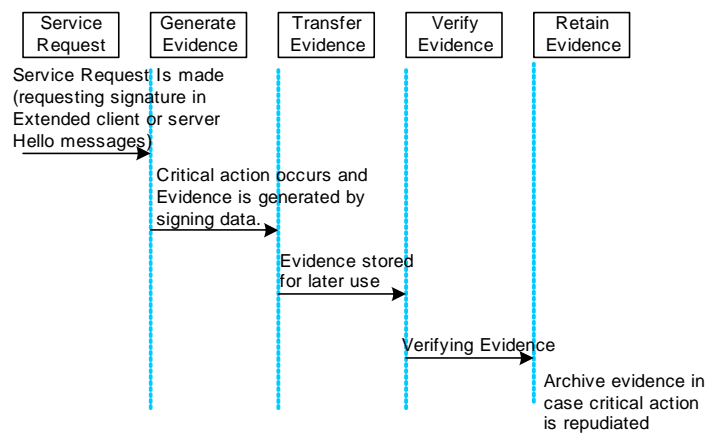 Service
Request
Generate
Evidence
Transfer
Evidence
Verify
Evidence
Retain
Evidence
Service Request Is made
(requesting signature in
Extended client or server
Hello messages)
Critical action occurs and
Evidence is generated by
signing data.
Evidence stored
for later use
Verifying Evidence
Archive evidence in
case critical action
is repudiated